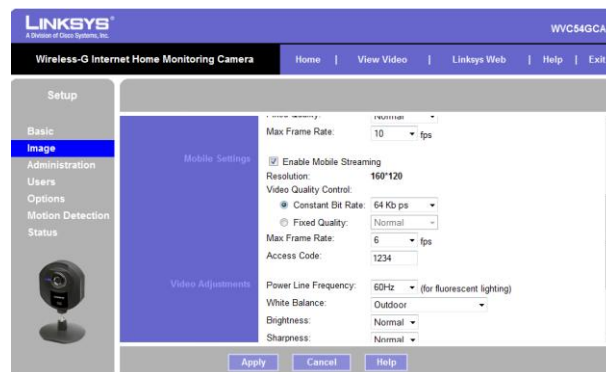 LINKSYS®
A Division of Cisco Systems, Inc.
WVC54GCA
Wireless-G Internet Home Monitoring Camera
Home | View Video | Linksys Web | Help | Exit
Setup
Basic
Image
Administration
Users
Options
Motion Detection
Status
Fixed Quality: Normal
Max Frame Rate: 10 fps
Mobile Settings
Enable Mobile Streaming
Resolution: 160*120
Video Quality Control:
Constant Bit Rate: 64 Kbps
Fixed Quality: Normal
Max Frame Rate: 6 fps
Access Code: 1234
Video Adjustments
Power Line Frequency: 60Hz (for fluorescent lighting)
White Balance: Outdoor
Brightness: Normal
Sharpness: Normal
Apply Cancel Help